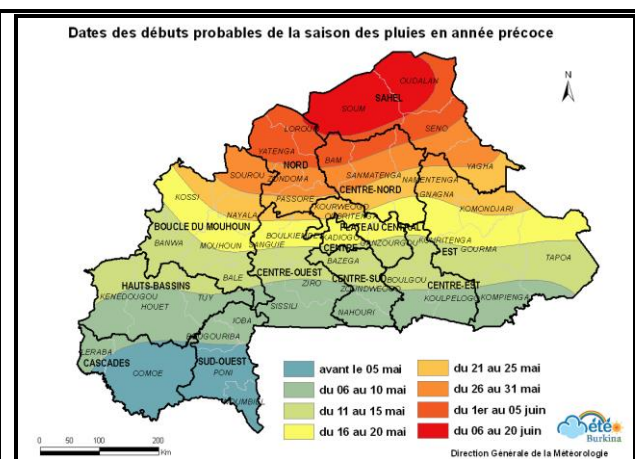 Dates des débuts probables de la saison des pluies en année précoce
N
OUDALAN
SAHEL
SOUM
LOROUM
SENO
YATENGA
BAM
NORD
SOUROU
ZONDOMA
SANMATENGA
NAMENTENGA
YAGHA
CENTRE-NORD
GNAGNA
KOSSI
PASSORE
KOURWEOGO
KOMONDJARI
NAYALA
OUBRITENGA
BOUCLE DU MOUHOUN
BOULKIEMDE
PLATEAU CENTRAL
BANWA
MOUHOUN
SANGUIE
KADIOGO
CENTRE
GANZOURGOU
KOURITENGA
EST
GOURMA
BAZEGA
TAPOA
BALE
CENTRE-OUEST
CENTRE-SUD
BOULGOU
CENTRE-EST
HAUTS-BASSINS
ZIRO
ZOUNDWEOGO
KENEDOUGOU
HOUET
TUY
SISSILI
NAHOURI
KOULPELOGO
KOMPIENGA
IOBA
BOUGOURIBA
LERABA
CASCADES
SUD-OUEST
COMOE
PONI
NOUMBIEL
avant le 05 mai
du 06 au 10 mai
du 11 au 15 mai
du 16 au 20 mai
du 21 au 25 mai
du 26 au 31 mai
du 1er au 05 juin
du 06 au 20 juin
0 50 100 200
Km
Météo
Burkina
Direction Générale de la Météorologie